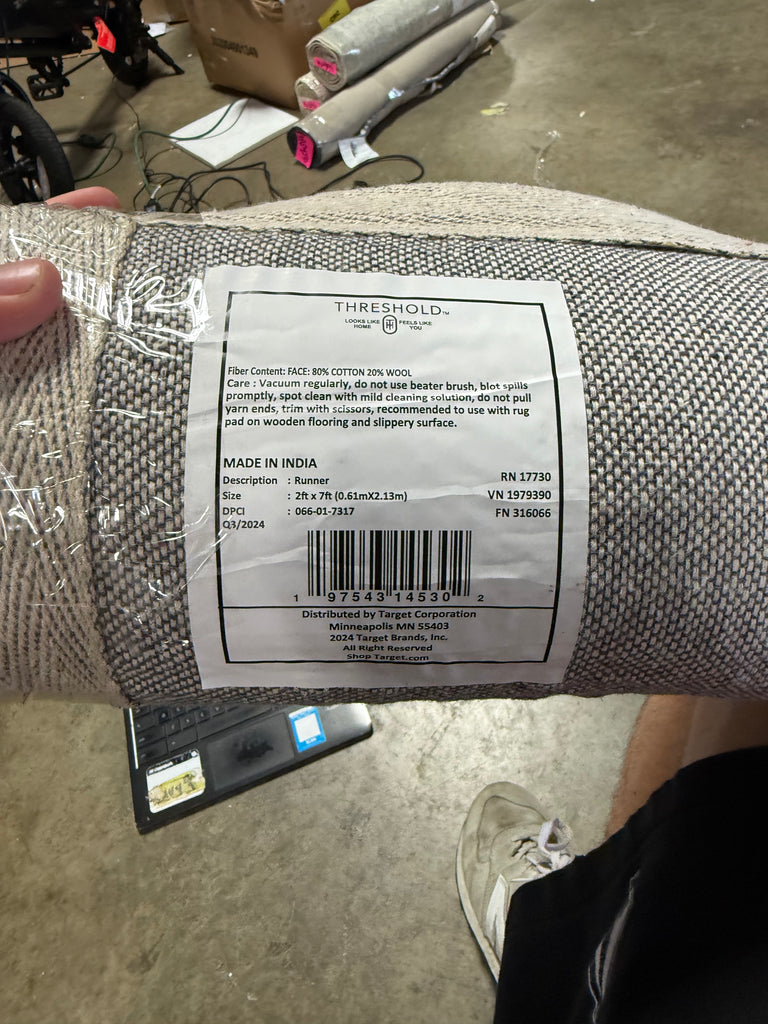 THRESHOLD™
LOOKS LIKE HOME TH FEELS LIKE YOU
Fiber Content: FACE: 80% COTTON 20% WOOL
Care : Vacuum regularly, do not use beater brush, blot spills
promptly, spot clean with mild cleaning solution, do not pull
yarn ends, trim with scissors, recommended to use with rug
pad on wooden flooring and slippery surface.
MADE IN INDIA
Description : Runner RN 17730
Size : 2ft x 7ft (0.61mX2.13m) VN 1979390
DPCI : 066-01-7317 FN 316066
Q3/2024
1 97543 14530 2
Distributed by Target Corporation
Minneapolis MN 55403
2024 Target Brands, Inc.
All Right Reserved
Shop Target.com